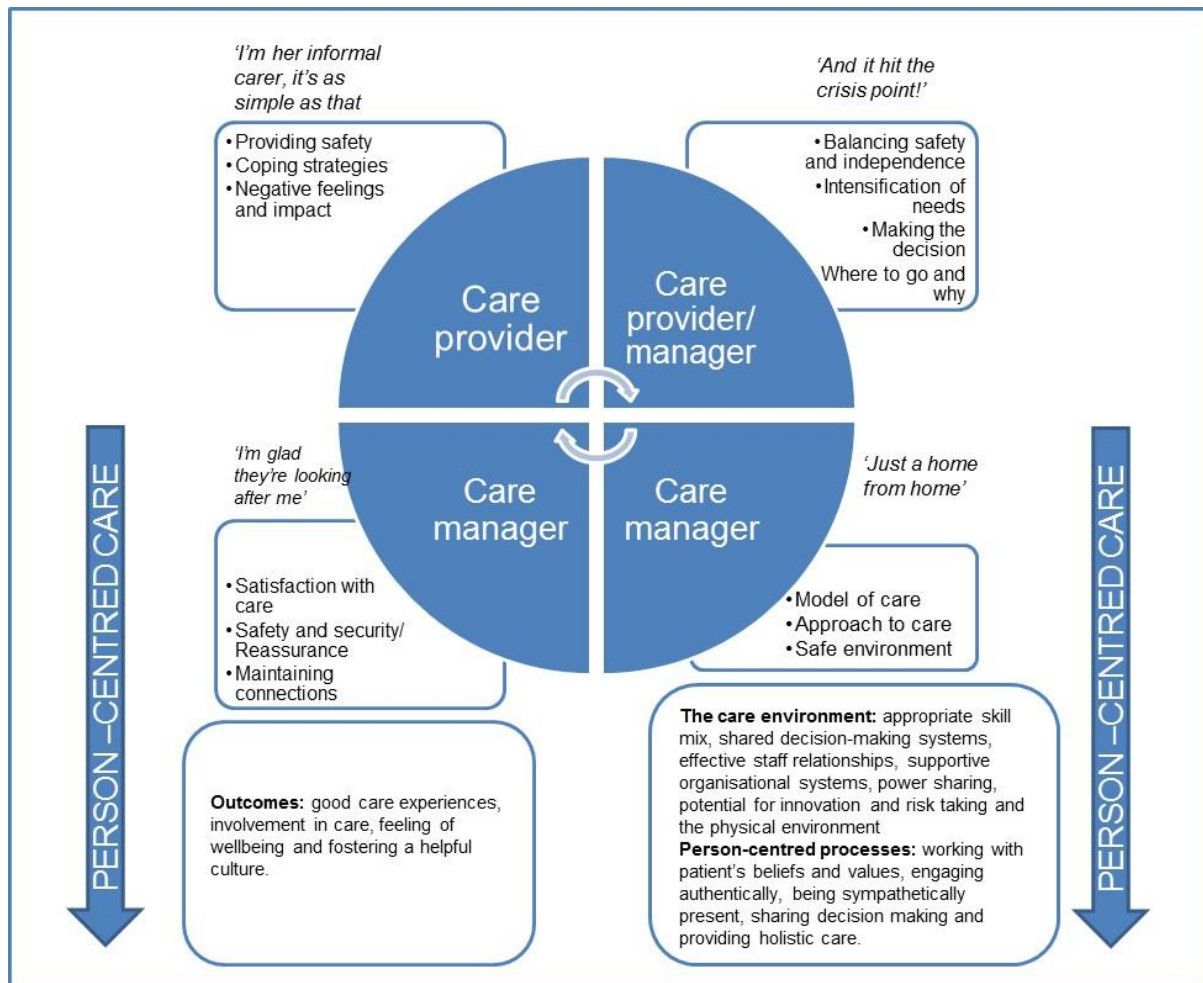 ‘I’m her informal
carer, it’s as
simple as that
•Providing safety
•Coping strategies
•Negative feelings
and impact
‘And it hit the
crisis point!’
•Balancing safety
and independence
•Intensification of
needs
•Making the
decision
Where to go and
why
Care
provider
Care
provider/
manager
Care
manager
Care
manager
‘I’m glad
they’re looking
after me’
•Satisfaction with
care
•Safety and security/
Reassurance
•Maintaining
connections
‘Just a home
from home’
•Model of care
•Approach to care
•Safe environment
PERSON –CENTRED CARE
Outcomes: good care experiences,
involvement in care, feeling of
wellbeing and fostering a helpful
culture.
The care environment: appropriate skill
mix, shared decision-making systems,
effective staff relationships, supportive
organisational systems, power sharing,
potential for innovation and risk taking and
the physical environment
Person-centred processes: working with
patient’s beliefs and values, engaging
authentically, being sympathetically
present, sharing decision making and
providing holistic care.
PERSON –CENTRED CARE